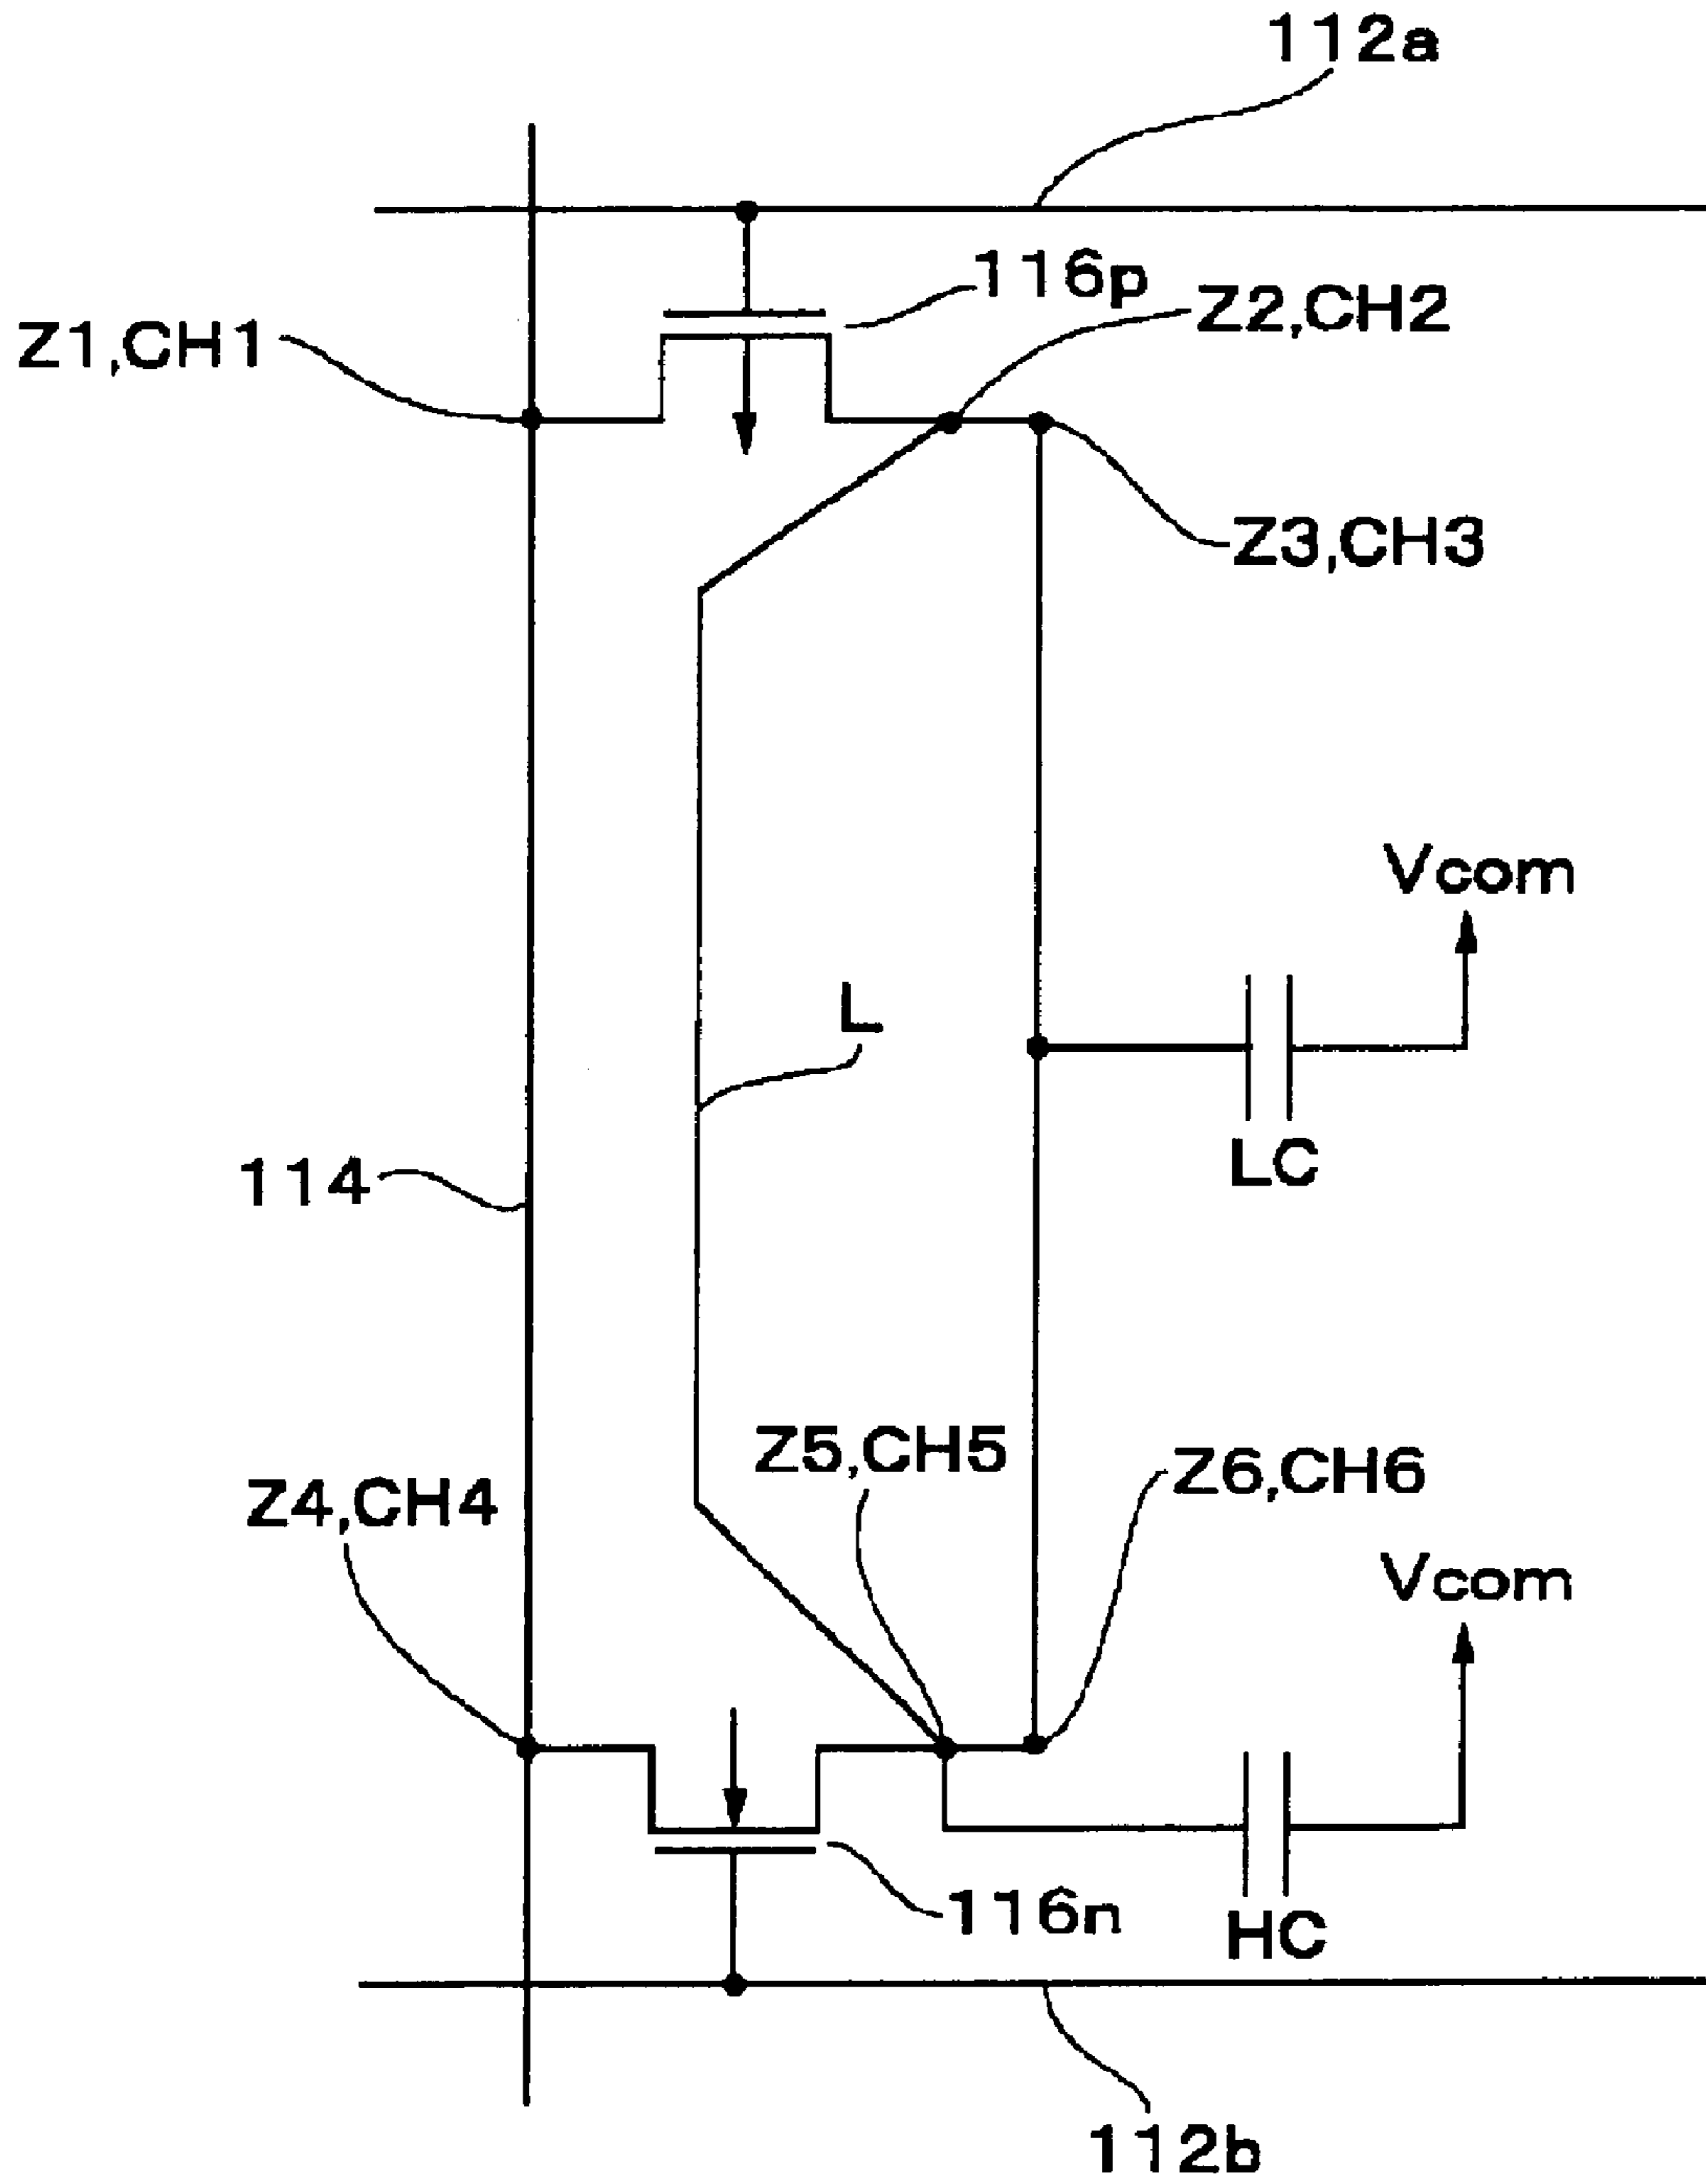 112a
116p
Z2,CH2
Z1,CH1
Z3,CH3
Vcom
L
LC
114
Z5,CH5
Z6,CH6
Z4,CH4
Vcom
116n
HC
112b